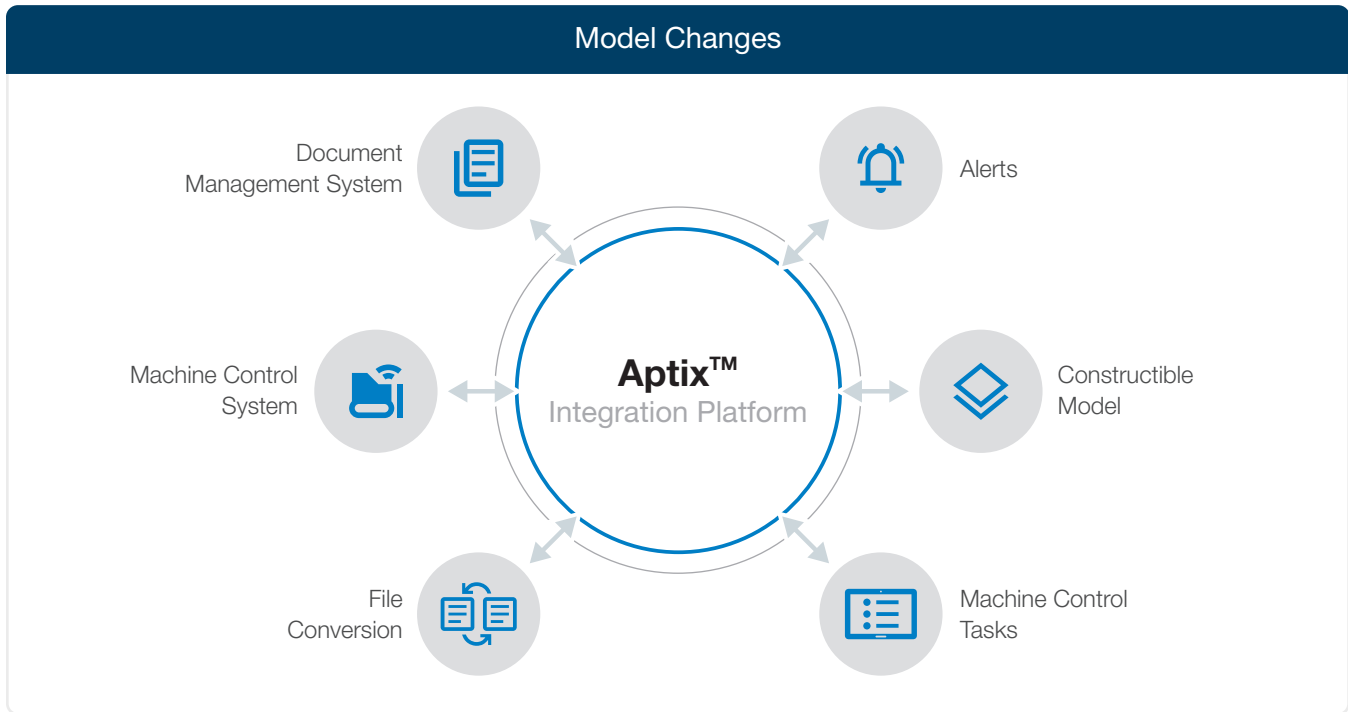 Model Changes
Document
Management System
Alerts
Machine Control
System
Aptix™
Integration Platform
Constructible
Model
File
Conversion
Machine Control
Tasks